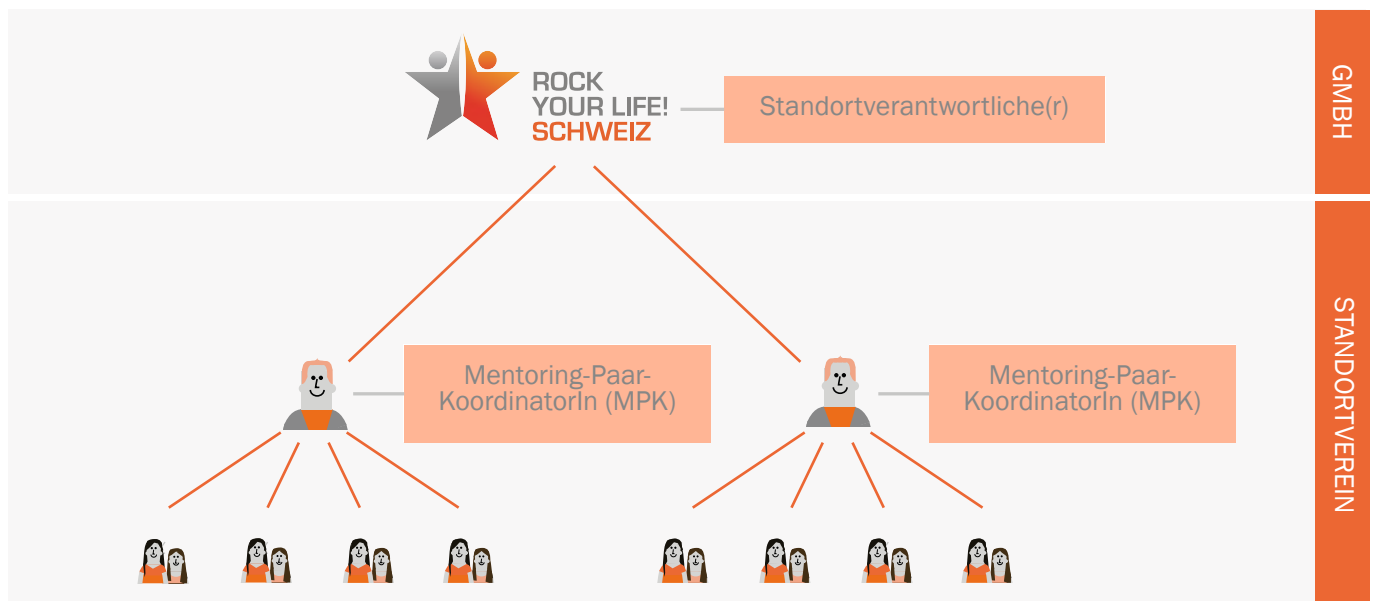 ROCK
YOUR LIFE!
SCHWEIZ
Standortverantwortliche(r)
GMBH
Mentoring-Paar-
KoordinatorIn (MPK)
Mentoring-Paar-
KoordinatorIn (MPK)
STANDORTVEREIN